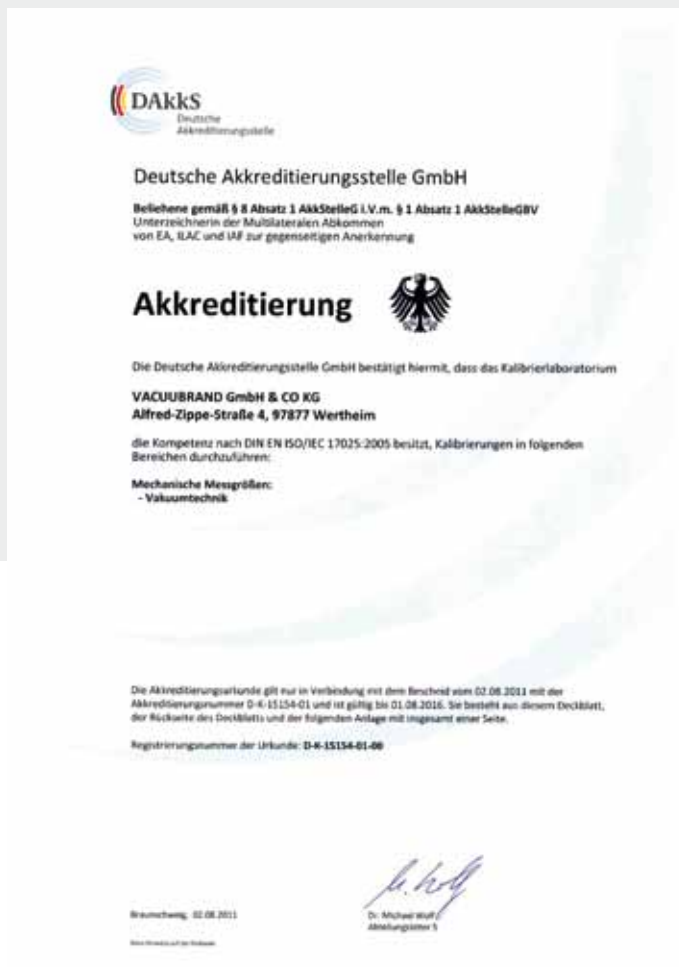 DAkkS
Deutsche
Akkreditierungsstelle
Deutsche Akkreditierungsstelle GmbH
Beliehene gemäß § 8 Absatz 1 AkkStelleG i.V.m. § 1 Absatz 1 AkkStelleGBV
Unterzeichnerin der Multilateralen Abkommen
von EA, ILAC und IAF zur gegenseitigen Anerkennung
Akkreditierung
Die Deutsche Akkreditierungsstelle GmbH bestätigt hiermit, dass das Kalibrierlaboratorium
VACUUBRAND GmbH & CO KG
Alfred-Zippe-Straße 4, 97877 Wertheim
die Kompetenz nach DIN EN ISO/IEC 17025:2005 besitzt, Kalibrierungen in folgenden
Bereichen durchzuführen:
Mechanische Messgrößen:
- Vakuumtechnik
Die Akkreditierungsurkunde gilt nur in Verbindung mit dem Bescheid vom 02.08.2011 mit der
Akkreditierungsnummer D-K-15154-01 und ist gültig bis 01.08.2016. Sie besteht aus diesem Deckblatt,
der Rückseite des Deckblatts und der folgenden Anlage mit insgesamt einer Seite.
Registrierungsnummer der Urkunde: D-K-15154-01-00
Braunschweig, 02.08.2011
Dr. Michael Wolf
Abteilungsleiter 5